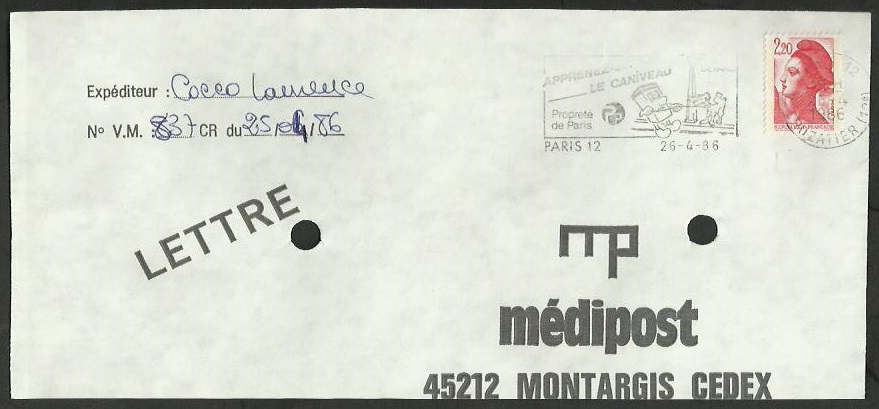 Expéditeur : Cocco Laurence
N° V.M. : 837 CR du 25/04/86
APPRENEZ
LE CANIVEAU
Propreté
de Paris
PARIS 12 26-4-86
2,20
LETTRE
mp
médipost
45212 MONTARGIS CEDEX